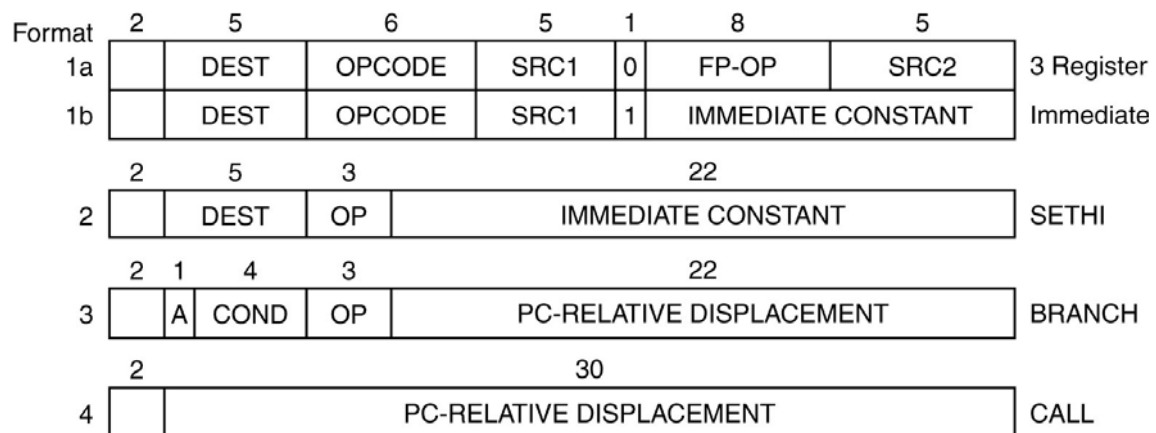 2 5 6 5 1 8 5
Format
1a DEST OPCODE SRC1 0 FP-OP SRC2 3 Register
1b DEST OPCODE SRC1 1 IMMEDIATE CONSTANT Immediate
2 5 3 22
2 DEST OP IMMEDIATE CONSTANT SETHI
2 1 4 3 22
3 A COND OP PC-RELATIVE DISPLACEMENT BRANCH
2 30
4 PC-RELATIVE DISPLACEMENT CALL